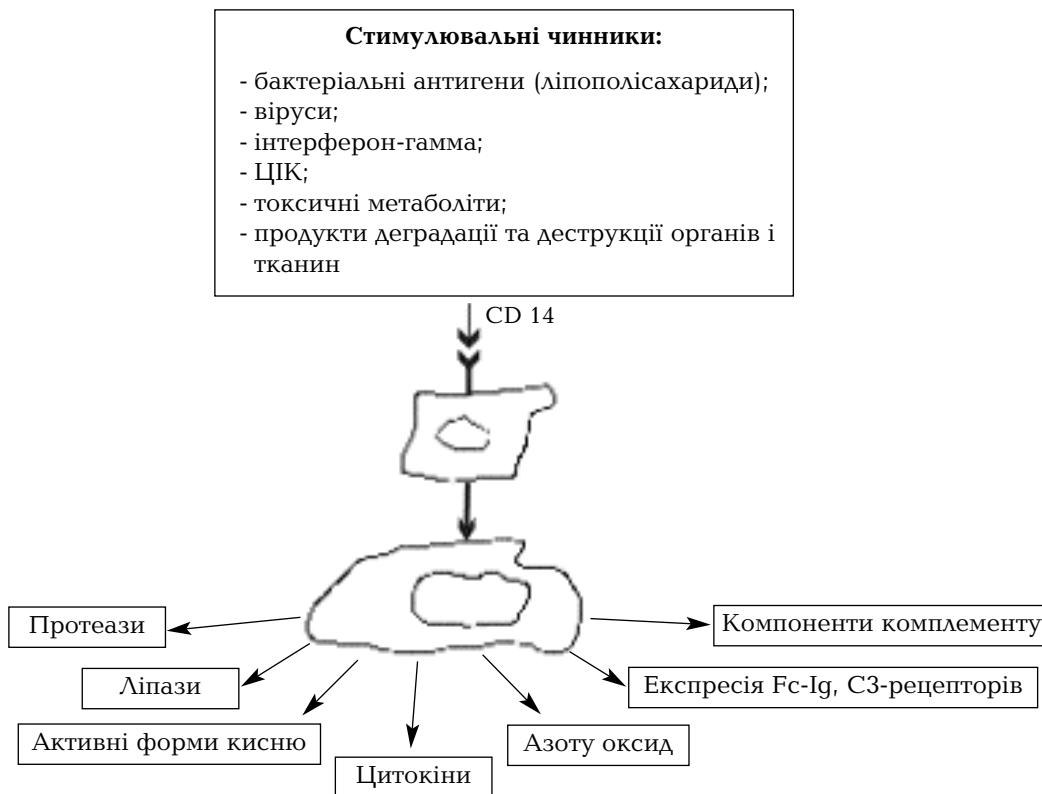 Стимулювальні чинники:
- бактеріальні антигени (ліпополісахариди);
- віруси;
- інтерферон-гамма;
- ЦІК;
- токсичні метаболіти;
- продукти деградації та деструкції органів і
тканин
CD 14
Протеази
Компоненти комплементу
Ліпази
Експресія Fc-Ig, C3-рецепторів
Активні форми кисню
Азоту оксид
Цитокіни